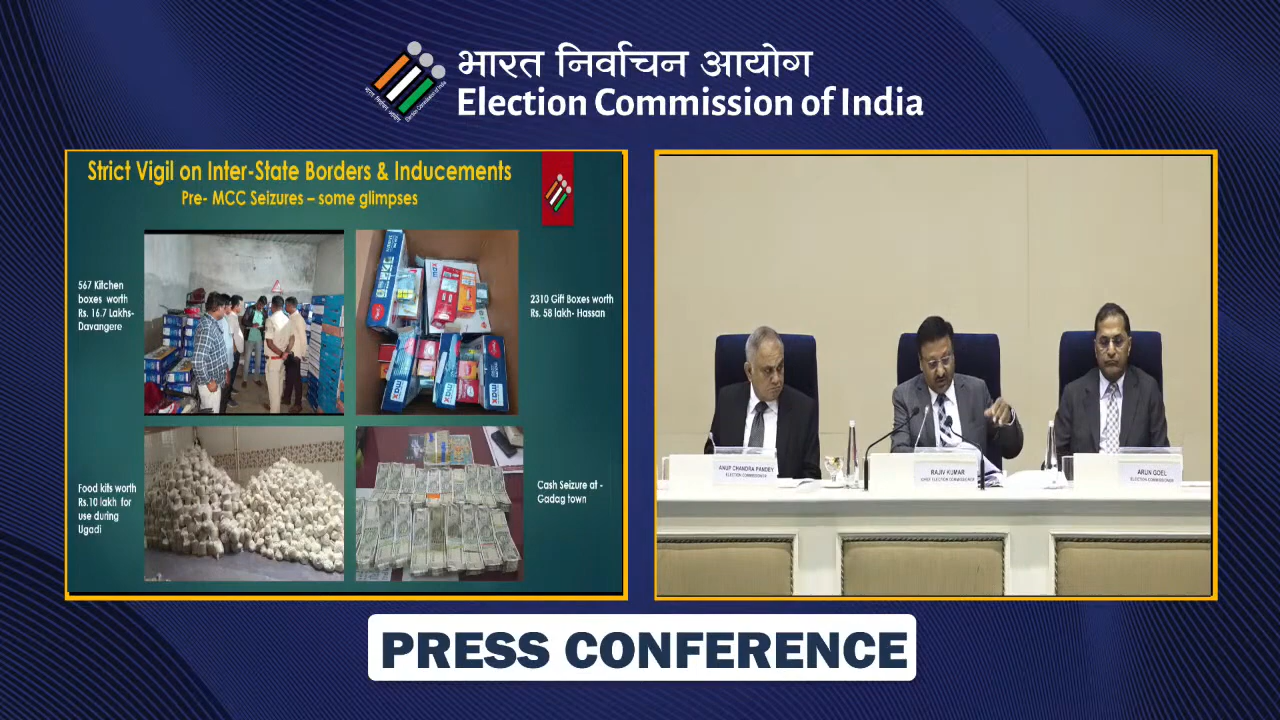 भारत निर्वाचन आयोग
Election Commission of India
Strict Vigil on Inter-State Borders & Inducements
Pre- MCC Seizures – some glimpses
567 Kitchen
boxes worth
Rs. 16.7 Lakhs-
Davangere
2310 Gift Boxes worth
Rs. 58 lakh- Hassan
max
max
max
Food kits worth
Rs.10 lakh for
use during
Ugadi
Cash Seizure at -
Gadag town
ANUP CHANDRA PANDEY
ELECTION COMMISSIONER
RAJIV KUMAR
CHIEF ELECTION COMMISSIONER
ARUN GOEL
ELECTION COMMISSIONER
PRESS CONFERENCE